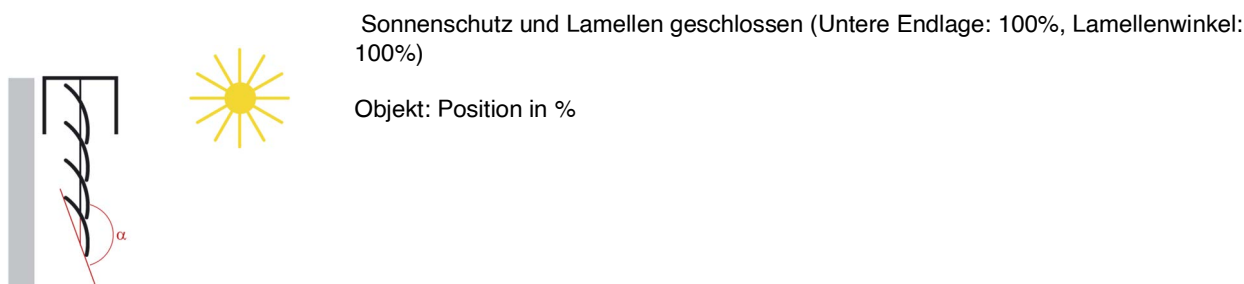 Sonnenschutz und Lamellen geschlossen (Untere Endlage: 100%, Lamellenwinkel:
100%)
Objekt: Position in %
α